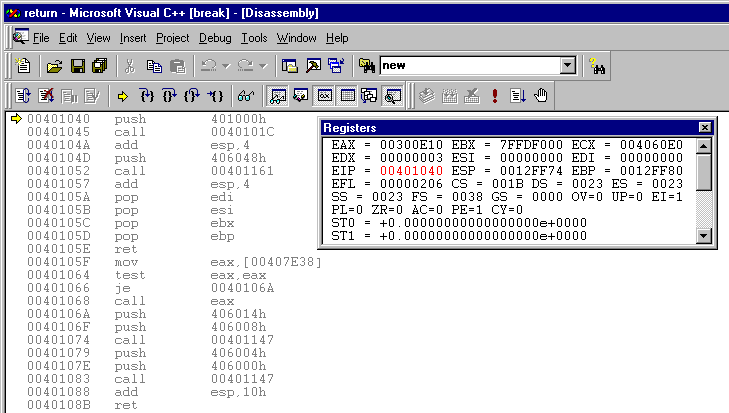 return - Microsoft Visual C++ [break] - [Disassembly]
File Edit View Insert Project Debug Tools Window Help
new
00401040 push 401000h
00401045 call 0040101C
0040104A add esp,4
0040104D push 406048h
00401052 call 00401161
00401057 add esp,4
0040105A pop edi
0040105B pop esi
0040105C pop ebx
0040105D pop ebp
0040105E ret
0040105F mov eax,[00407E38]
00401064 test eax,eax
00401066 je 0040106A
00401068 call eax
0040106A push 406014h
0040106F push 406008h
00401074 call 00401147
00401079 push 406004h
0040107E push 406000h
00401083 call 00401147
00401088 add esp,10h
0040108B ret
Registers
EAX = 00300E10 EBX = 7FFDF000 ECX = 004060E0
EDX = 00000003 ESI = 00000000 EDI = 00000000
EIP = 00401040 ESP = 0012FF74 EBP = 0012FF80
EFL = 00000206 CS = 001B DS = 0023 ES = 0023
SS = 0023 FS = 0038 GS = 0000 OV=0 UP=0 EI=1
PL=0 ZR=0 AC=0 PE=1 CY=0
ST0 = +0.00000000000000000e+0000
ST1 = +0.00000000000000000e+0000